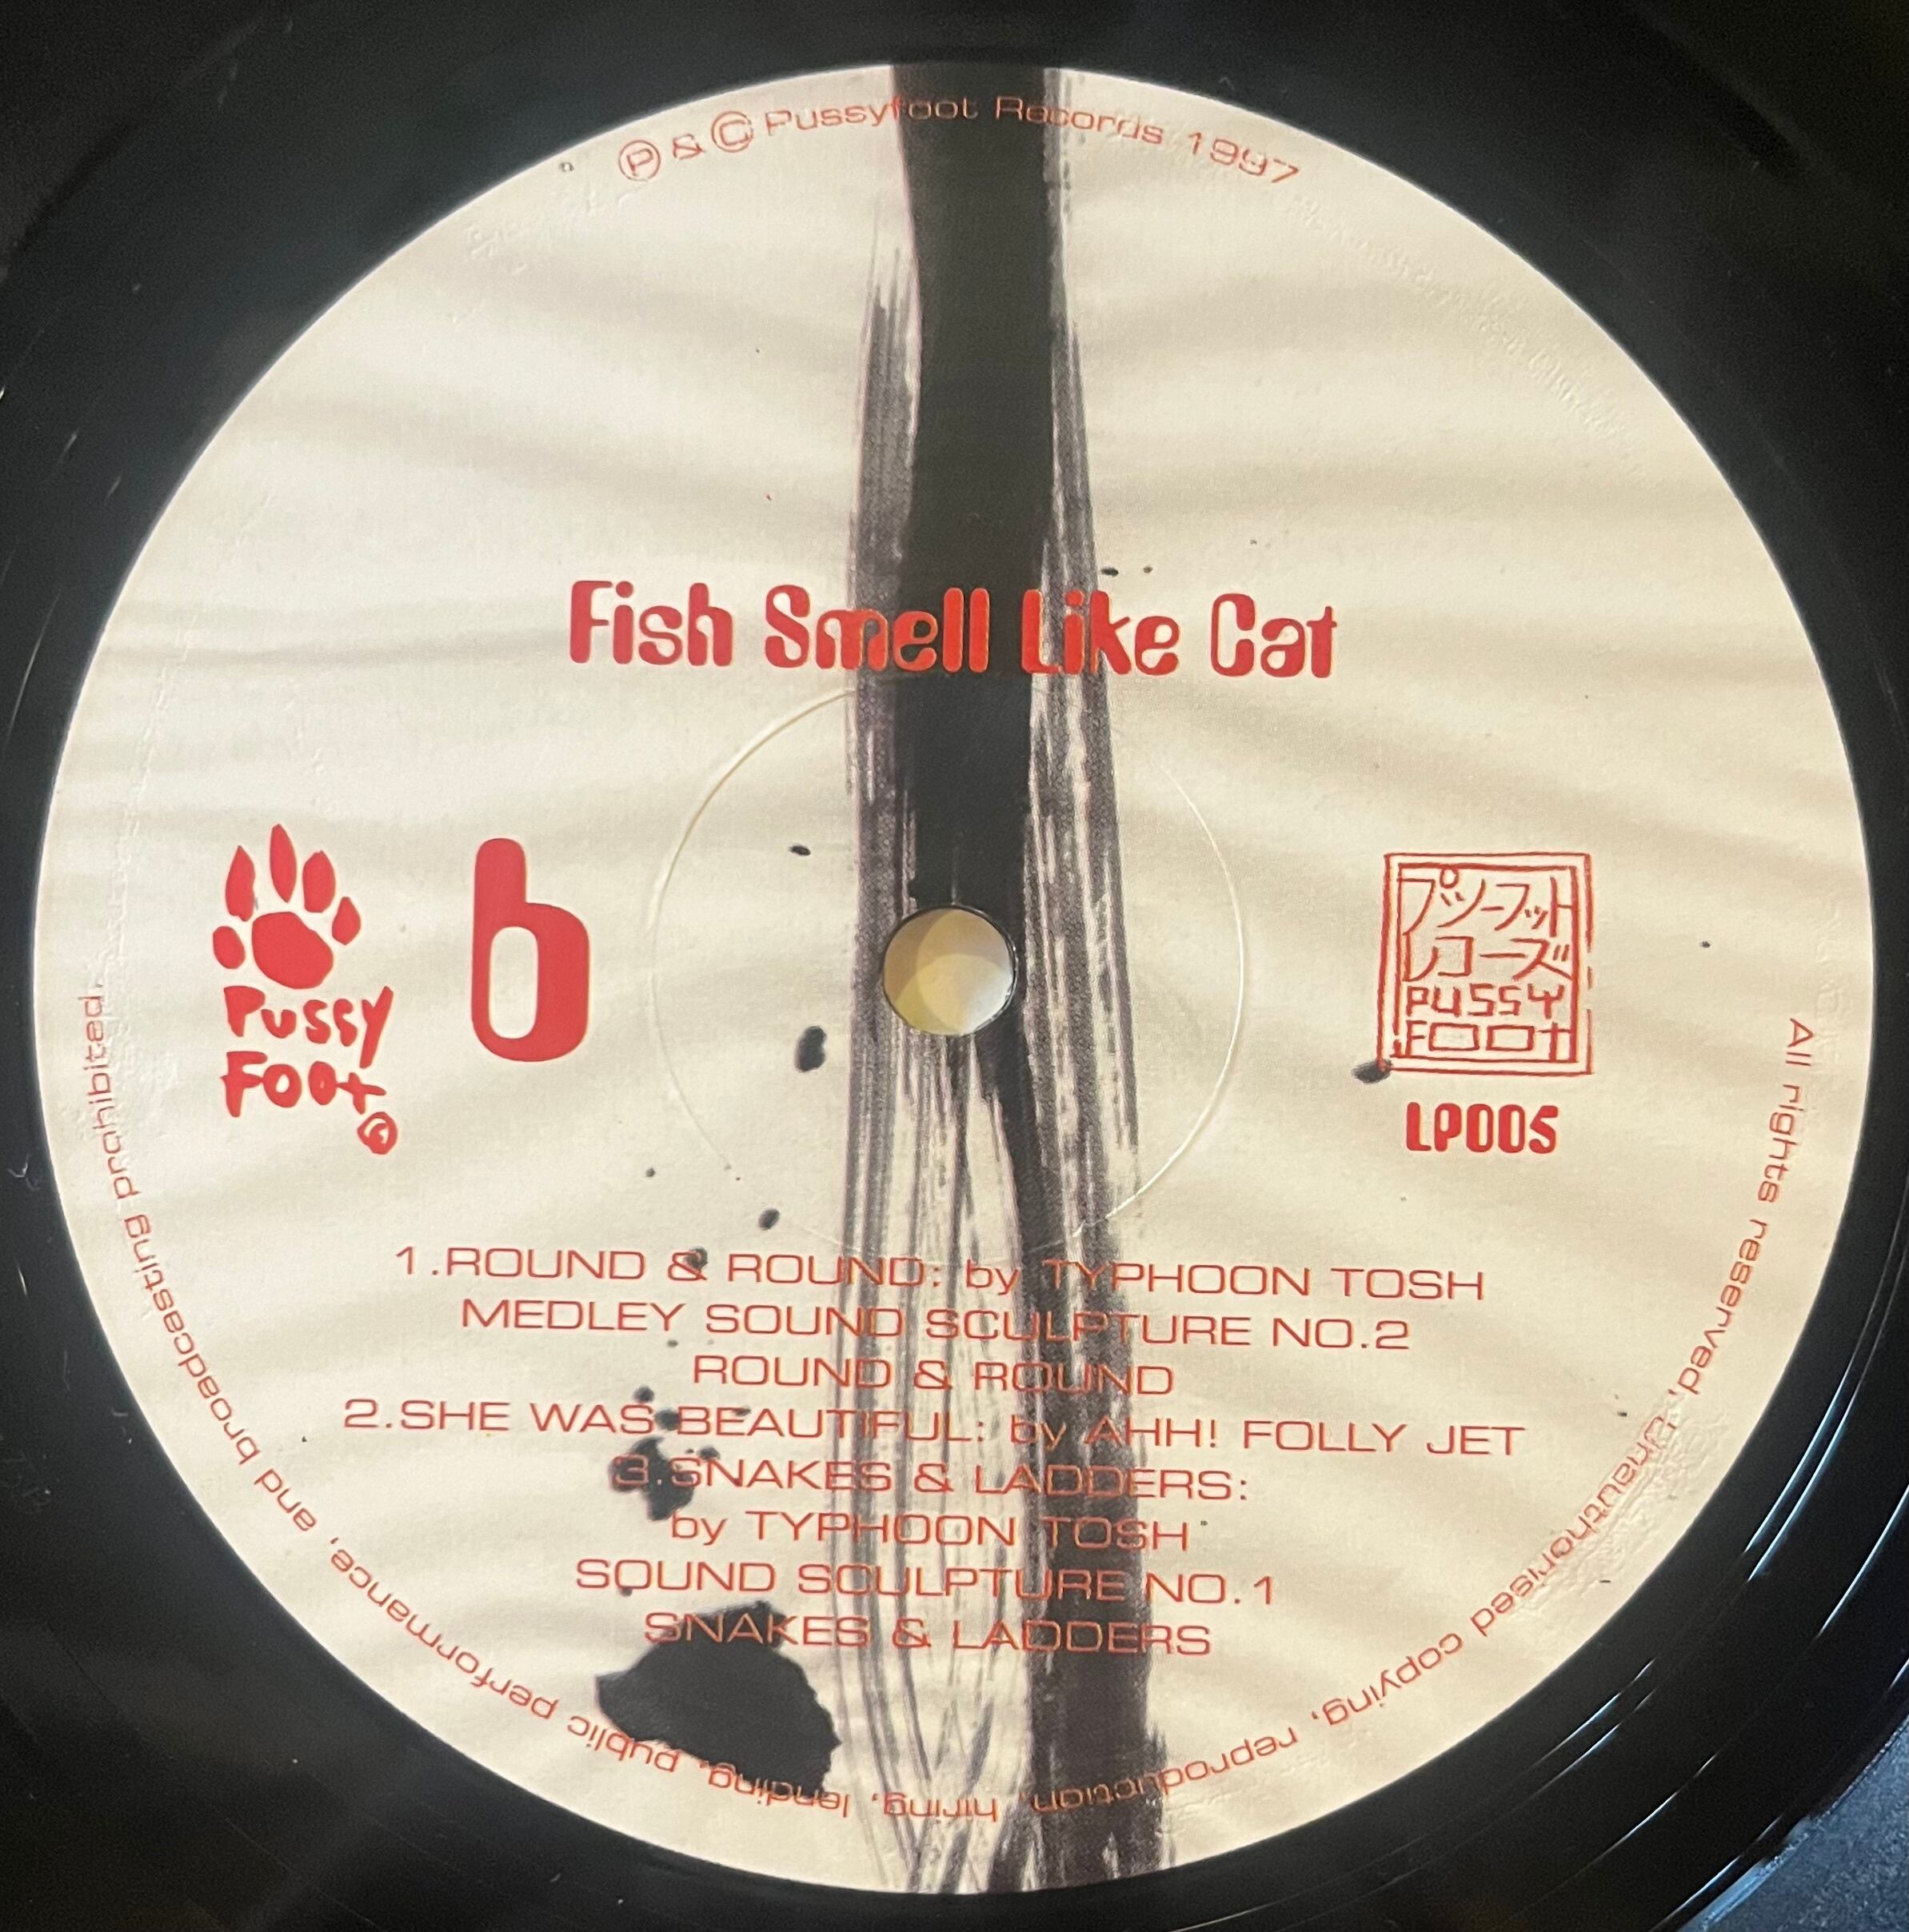 Ⓟ & Ⓒ Pussyfoot Records 1997
Fish Smell Like Cat
Pussy
Foot
©
b
プッシーフット
レコーズ
PUSSY
FOOt
LP005
1.ROUND & ROUND: by TYPHOON TOSH
MEDLEY SOUND SCULPTURE NO.2
ROUND & ROUND
2.SHE WAS BEAUTIFUL: by AHH! FOLLY JET
3.SNAKES & LADDERS:
by TYPHOON TOSH
SOUND SCULPTURE NO.1
SNAKES & LADDERS
All rights reserved. Unauthorised copying, reproduction, hiring, lending, public performance, and broadcasting prohibited.